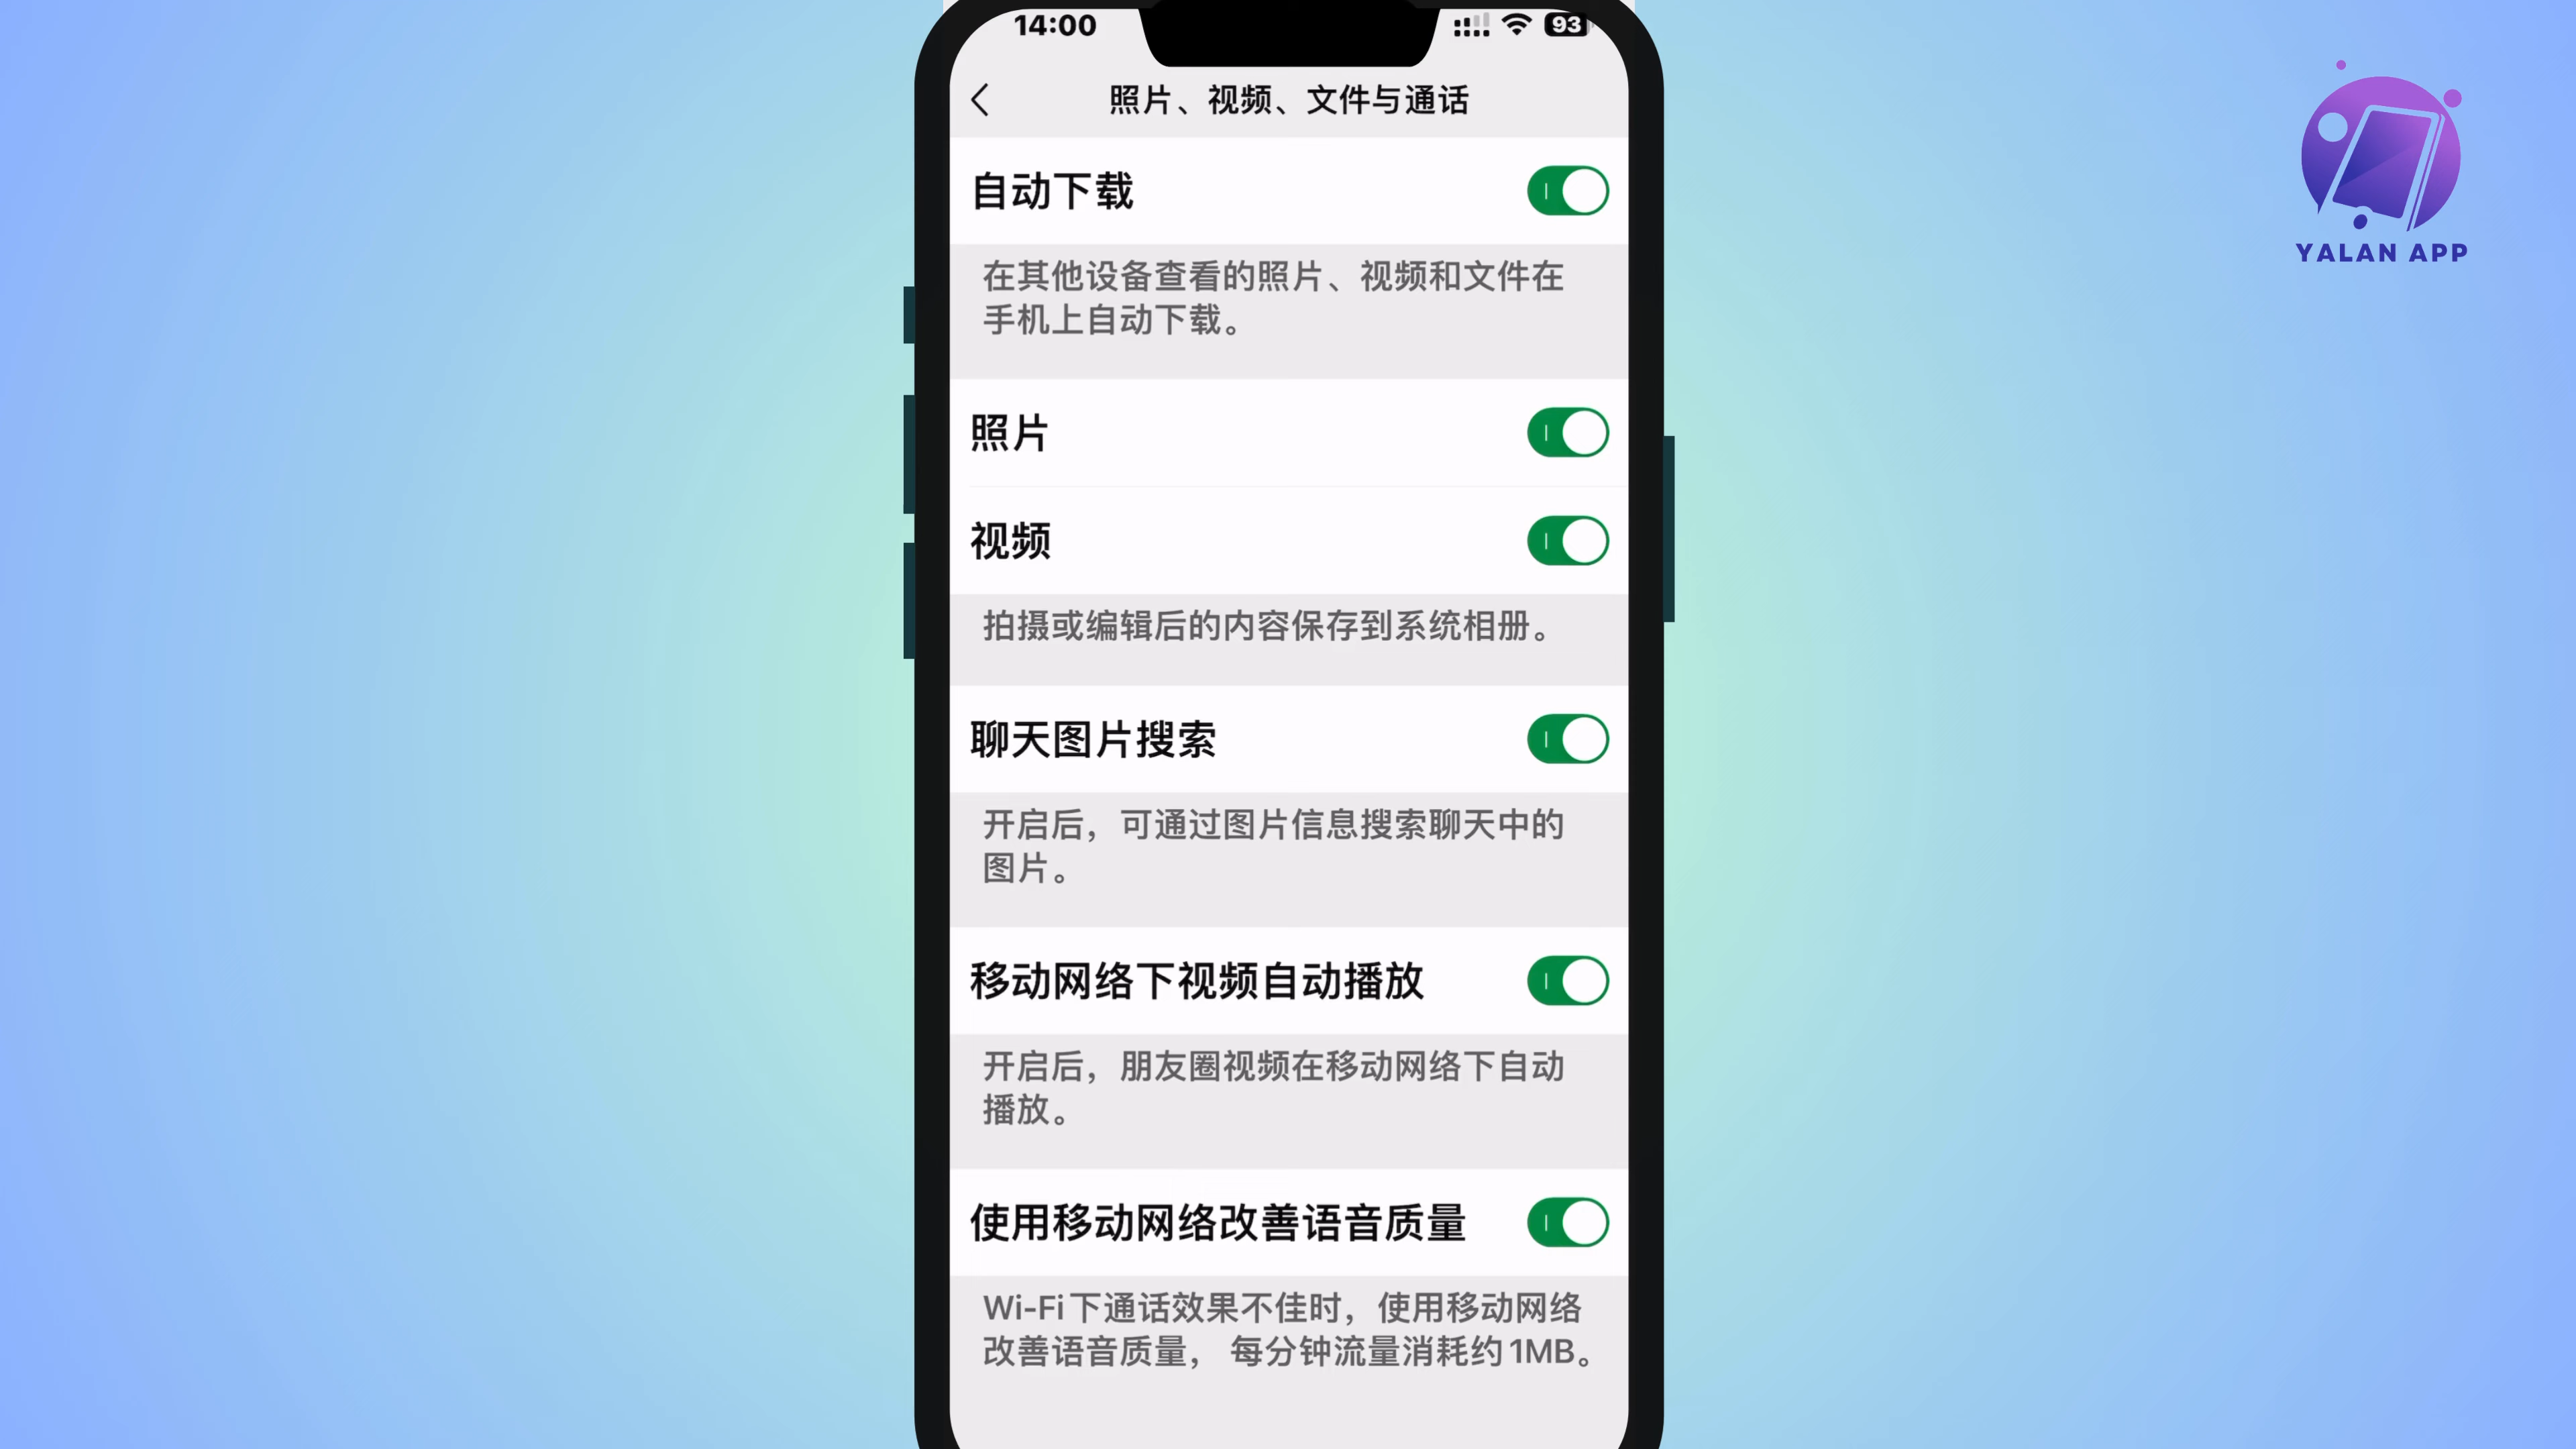 14:00
93
照片、视频、文件与通话
YALAN APP
自动下载
在其他设备查看的照片、视频和文件在
手机上自动下载。
照片
视频
拍摄或编辑后的内容保存到系统相册。
聊天图片搜索
开启后，可通过图片信息搜索聊天中的
图片。
移动网络下视频自动播放
开启后，朋友圈视频在移动网络下自动
播放。
使用移动网络改善语音质量
Wi-Fi下通话效果不佳时，使用移动网络
改善语音质量， 每分钟流量消耗约1MB。